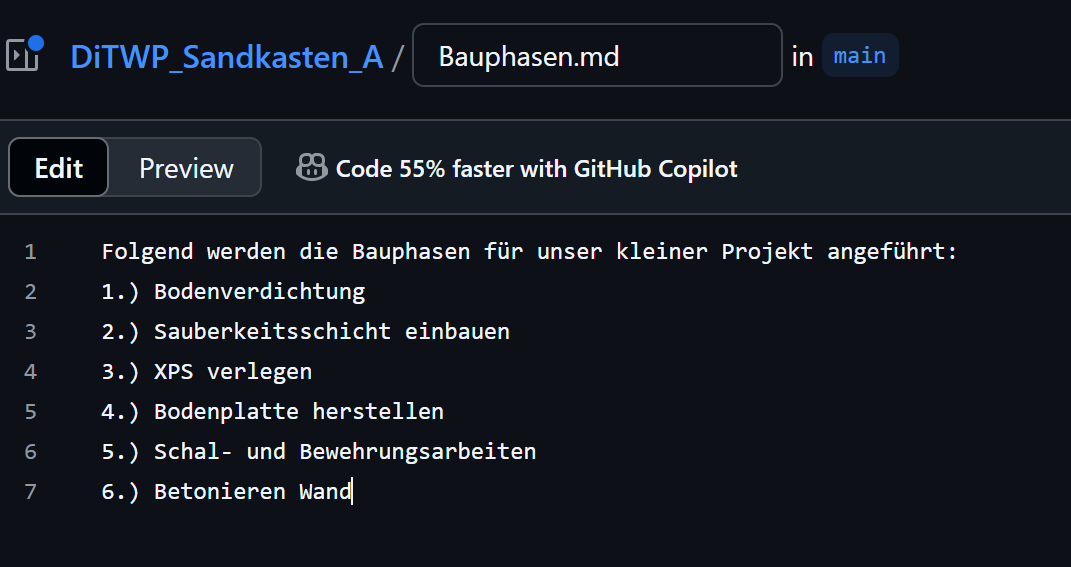 DiTWP_Sandkasten_A / Bauphasen.md in main
Edit Preview Code 55% faster with GitHub Copilot
1 Folgend werden die Bauphasen für unser kleiner Projekt angeführt:
2 1.) Bodenverdichtung
3 2.) Sauberkeitsschicht einbauen
4 3.) XPS verlegen
5 4.) Bodenplatte herstellen
6 5.) Schal- und Bewehrungsarbeiten
7 6.) Betonieren Wand